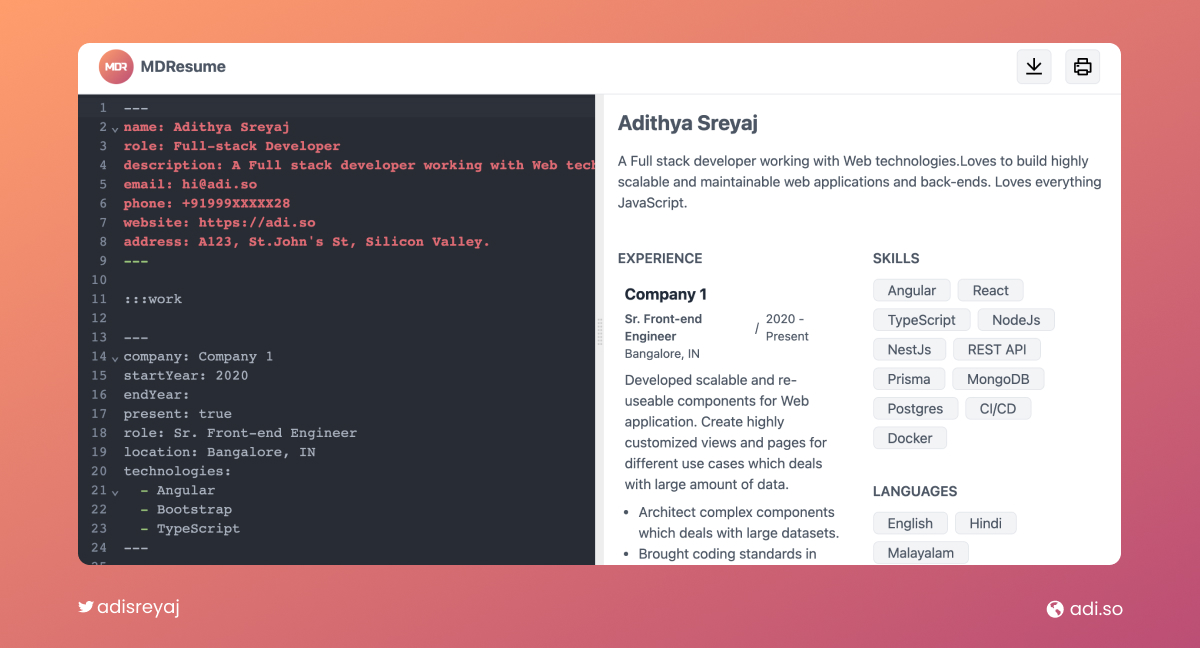 MDR MDResume
1 ---
2 name: Adithya Sreyaj
3 role: Full-stack Developer
4 description: A Full stack developer working with Web tech
5 email: hi@adi.so
6 phone: +91999XXXXX28
7 website: https://adi.so
8 address: A123, St.John's St, Silicon Valley.
9 ---
10
11 :::work
12
13 ---
14 company: Company 1
15 startYear: 2020
16 endYear:
17 present: true
18 role: Sr. Front-end Engineer
19 location: Bangalore, IN
20 technologies:
21 - Angular
22 - Bootstrap
23 - TypeScript
24 ---
Adithya Sreyaj
A Full stack developer working with Web technologies.Loves to build highly
scalable and maintainable web applications and back-ends. Loves everything
JavaScript.
EXPERIENCE
Company 1
Sr. Front-end
Engineer
Bangalore, IN
/ 2020 -
Present
Developed scalable and re-
useable components for Web
application. Create highly
customized views and pages for
different use cases which deals
with large amount of data.
• Architect complex components
which deals with large datasets.
• Brought coding standards in
SKILLS
Angular React
TypeScript NodeJs
NestJs REST API
Prisma MongoDB
Postgres CI/CD
Docker
LANGUAGES
English Hindi
Malayalam
adisreyaj
adi.so